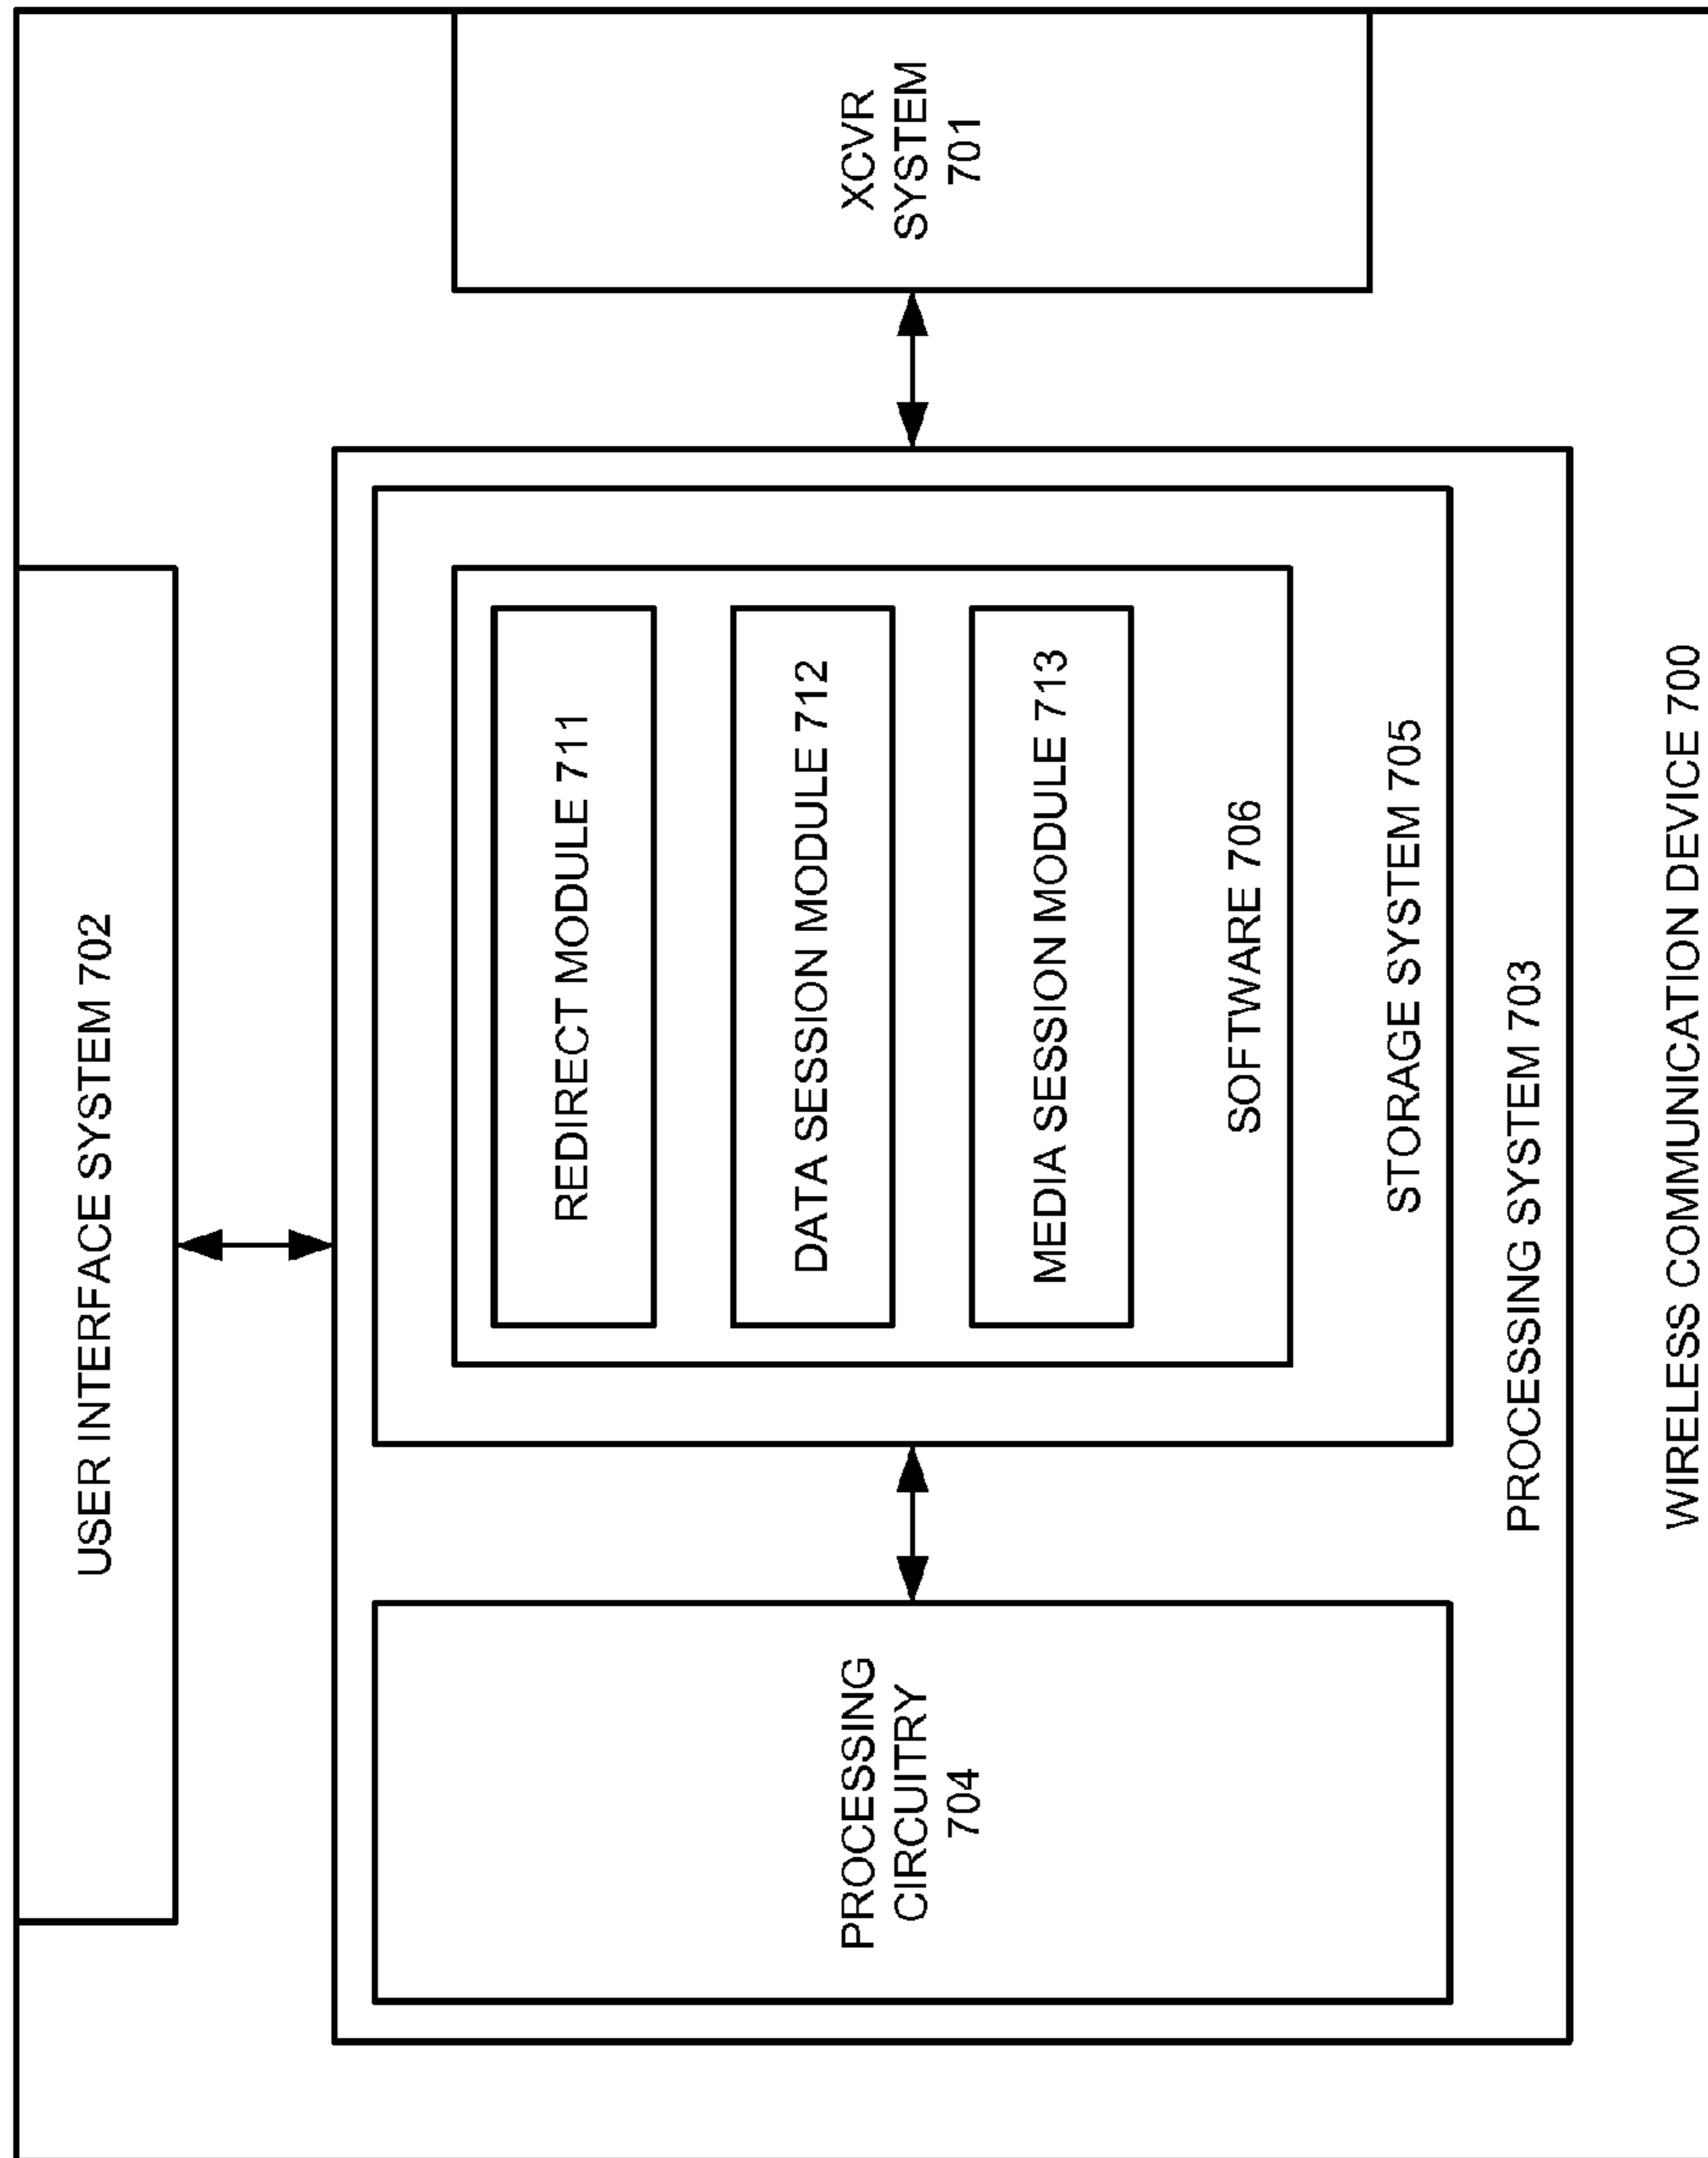 USER INTERFACE SYSTEM 702
PROCESSING
CIRCUITRY
704
REDIRECT MODULE 711
DATA SESSION MODULE 712
MEDIA SESSION MODULE 713
SOFTWARE 706
STORAGE SYSTEM 705
PROCESSING SYSTEM 703
XCVR
SYSTEM
701
WIRELESS COMMUNICATION DEVICE 700